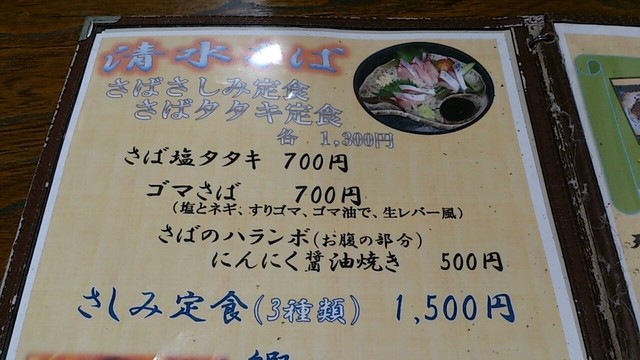 清水さば
さばさしみ定食
さばタタキ定食
各 1,300円
さば塩タタキ 700円
ゴマさば 700円
（塩とネギ、すりゴマ、ゴマ油で、生レバー風）
さばのハランボ（お腹の部分）
にんにく醤油焼き 500円
さしみ定食（3種類） 1,500円